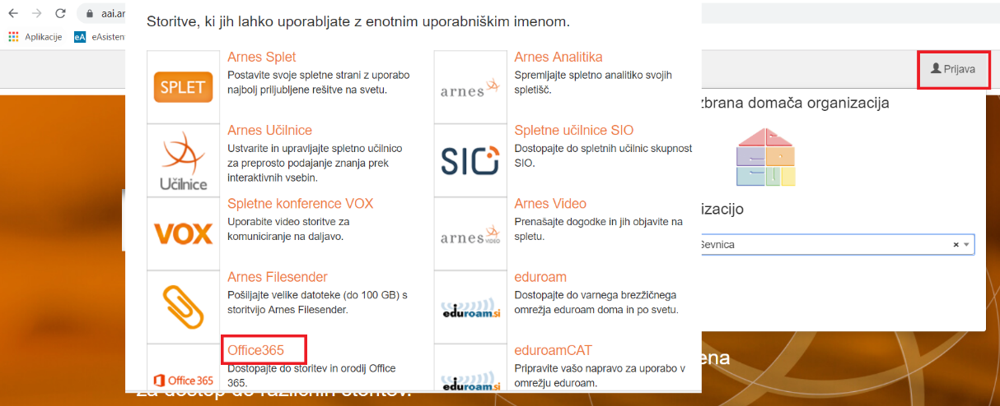 aai.ar
Aplikacije
eA eAsistent
Storitve, ki jih lahko uporabljate z enotnim uporabniškim imenom.
SPLET
Arnes Splet
Postavite svoje spletne strani z uporabo
najbolj priljubljene rešitve na svetu.
arnes
Arnes Analitika
Spremljajte spletno analitiko svojih
spletišč.
Učilnice
Arnes Učilnice
Ustvarite in upravljajte spletno učilnico
za preprosto podajanje znanja prek
interaktivnih vsebin.
SIO
Spletne učilnice SIO
Dostopajte do spletnih učilnic skupnost
SIO.
VOX
Spletne konference VOX
Uporabite video storitve za
komuniciranje na daljavo.
arnes VIDEO
Arnes Video
Prenašajte dogodke in jih objavite na
spletu.
Arnes Filesender
Pošiljajte velike datoteke (do 100 GB) s
storitvijo Arnes Filesender.
eduroam.si
eduroam
Dostopajte do varnega brezžičnega
omrežja eduroam doma in po svetu.
Office 365
Office365
Dostopajte do storitev in orodij Office
365.
eduroam.si
eduroamCAT
Pripravite vašo napravo za uporabo v
omrežju eduroam.
Prijava
zbrana domača organizacija
izacijo
Sevnica
ena
za dostop do različnih storitev.